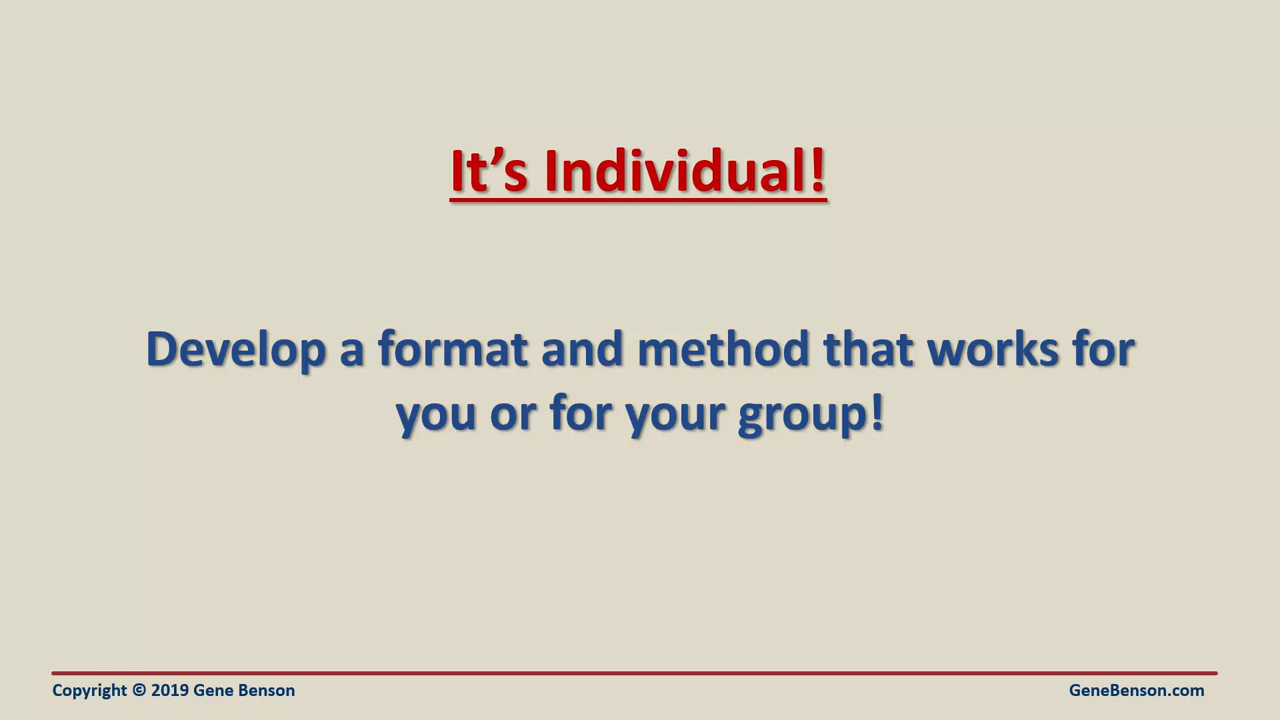 It’s Individual!
Develop a format and method that works for
you or for your group!
Copyright © 2019 Gene Benson
GeneBenson.com